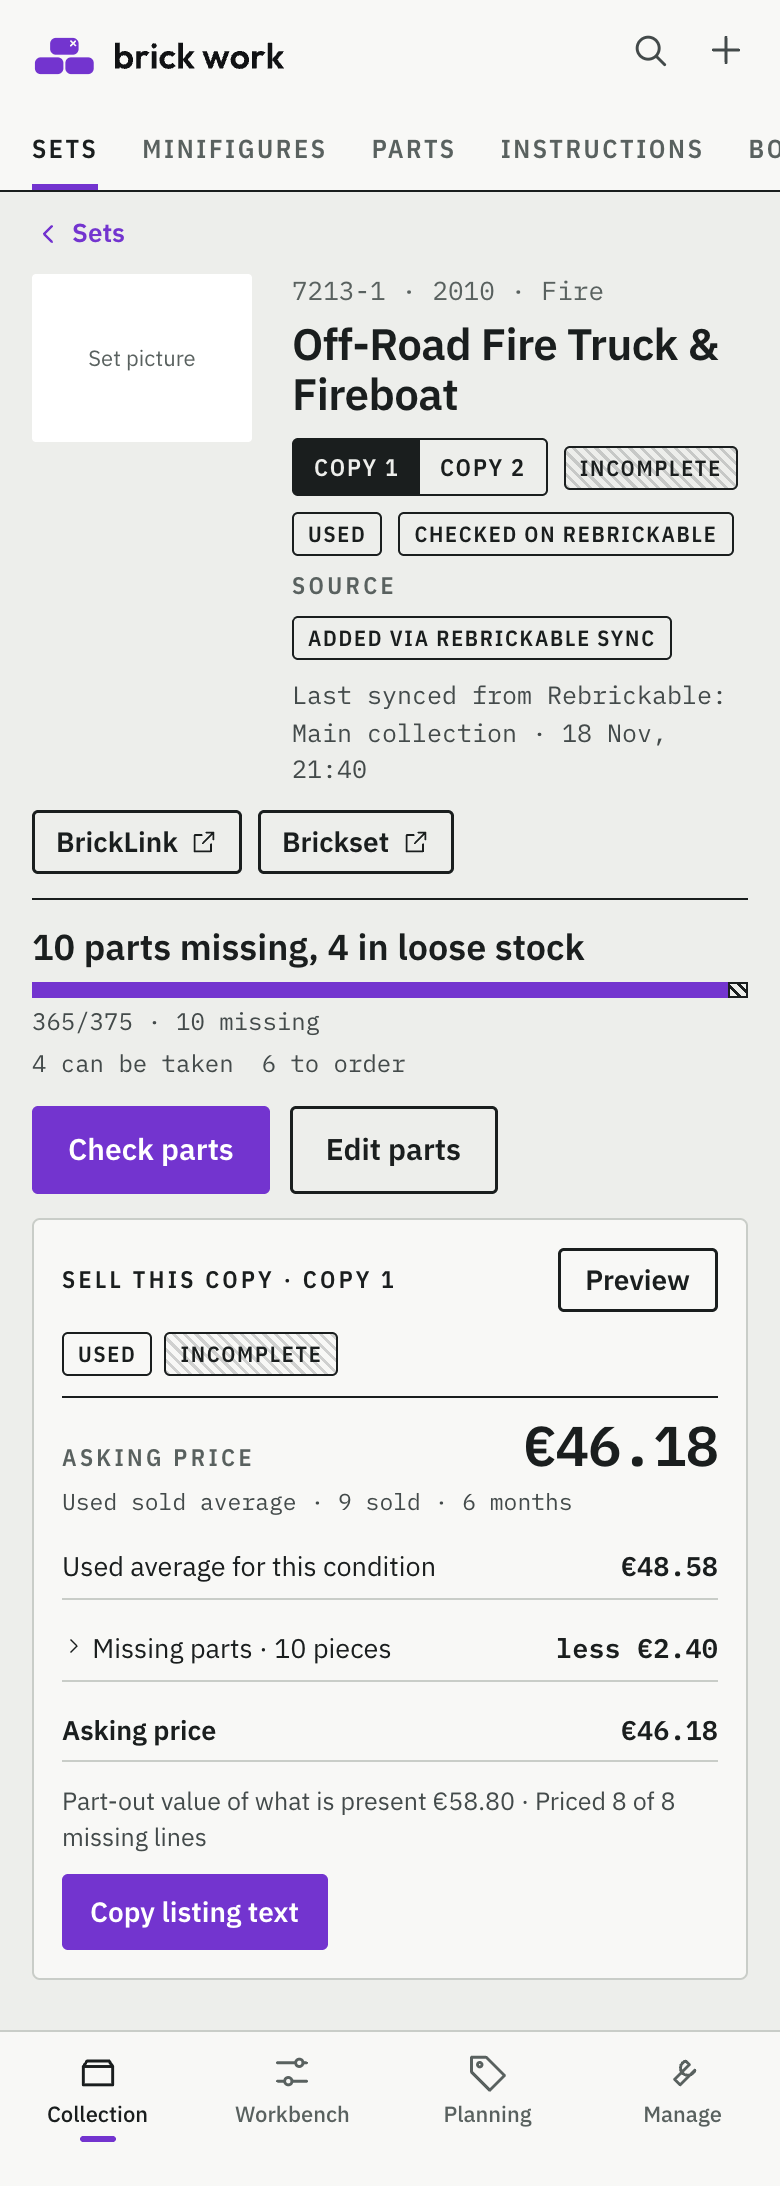 brick work
SETS MINIFIGURES PARTS INSTRUCTIONS BO
Sets
Set picture
7213-1 · 2010 · Fire
Off-Road Fire Truck &
Fireboat
COPY 1 COPY 2 INCOMPLETE
USED CHECKED ON REBRICKABLE
SOURCE
ADDED VIA REBRICKABLE SYNC
Last synced from Rebrickable:
Main collection · 18 Nov,
21:40
BrickLink Brickset
10 parts missing, 4 in loose stock
365/375 · 10 missing
4 can be taken 6 to order
Check parts Edit parts
SELL THIS COPY · COPY 1 Preview
USED INCOMPLETE
ASKING PRICE €46.18
Used sold average · 9 sold · 6 months
Used average for this condition €48.58
Missing parts · 10 pieces less €2.40
Asking price €46.18
Part-out value of what is present €58.80 · Priced 8 of 8
missing lines
Copy listing text
Collection Workbench Planning Manage